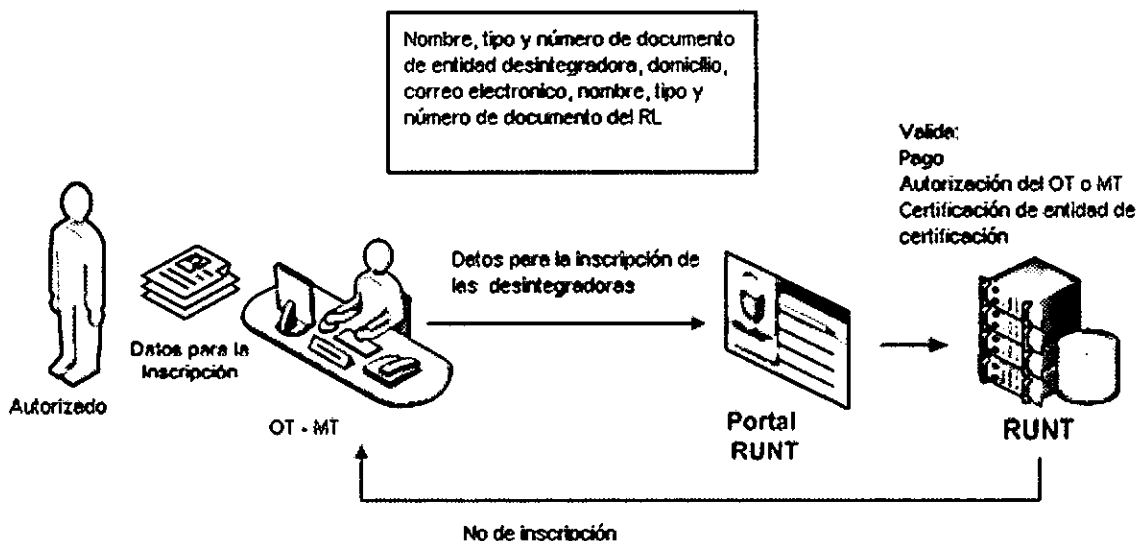 Nombre, tipo y número de documento
de entidad desintegradora, domicilio,
correo electronico, nombre, tipo y
número de documento del RL
Valida:
Pago
Autorización del OT o MT
Certificación de entidad de
certificación
Datos para la inscripción de
las desintegradoras
Datos para la
Inscripción
Autorizado
OT - MT
Portal
RUNT
RUNT
No de inscripción